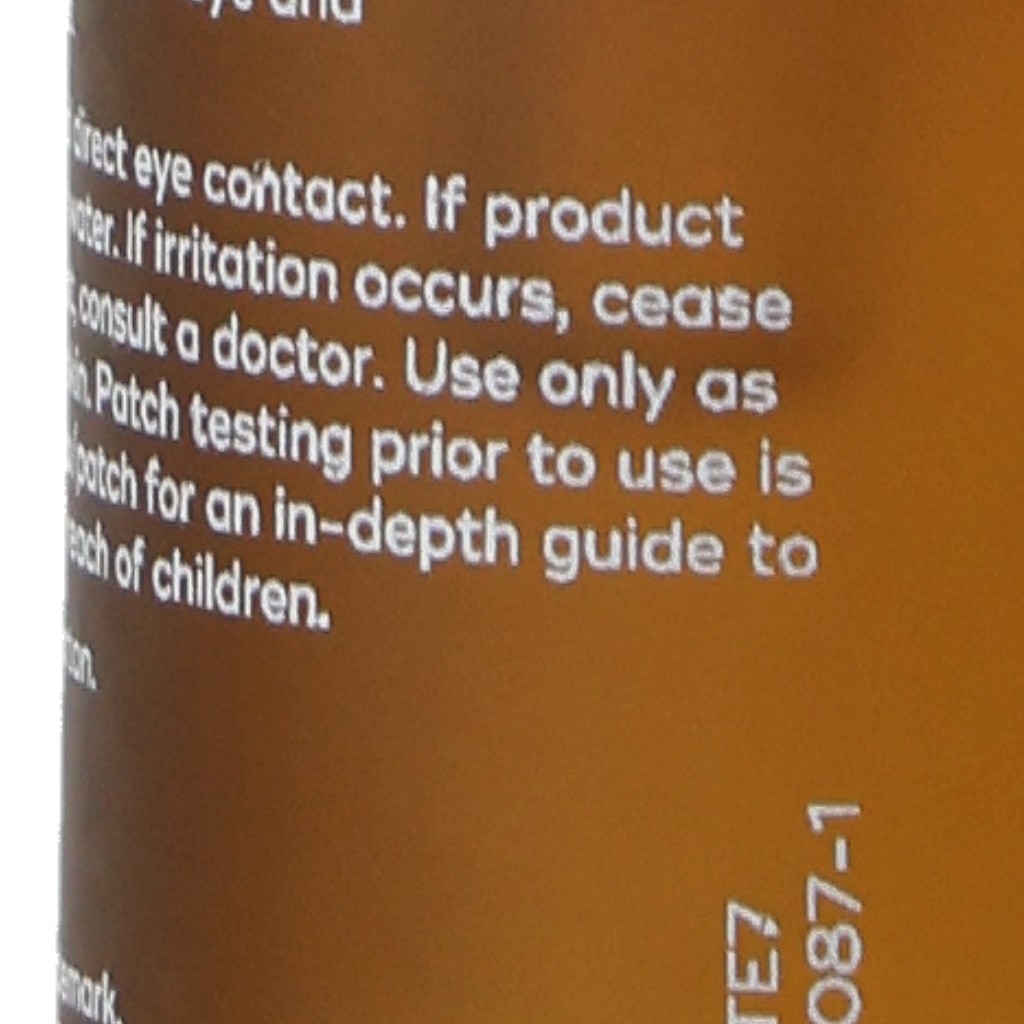 and
direct eye contact. If product
water. If irritation occurs, cease
consult a doctor. Use only as
Patch testing prior to use is
patch for an in-depth guide to
reach of children.
TE7
087-1